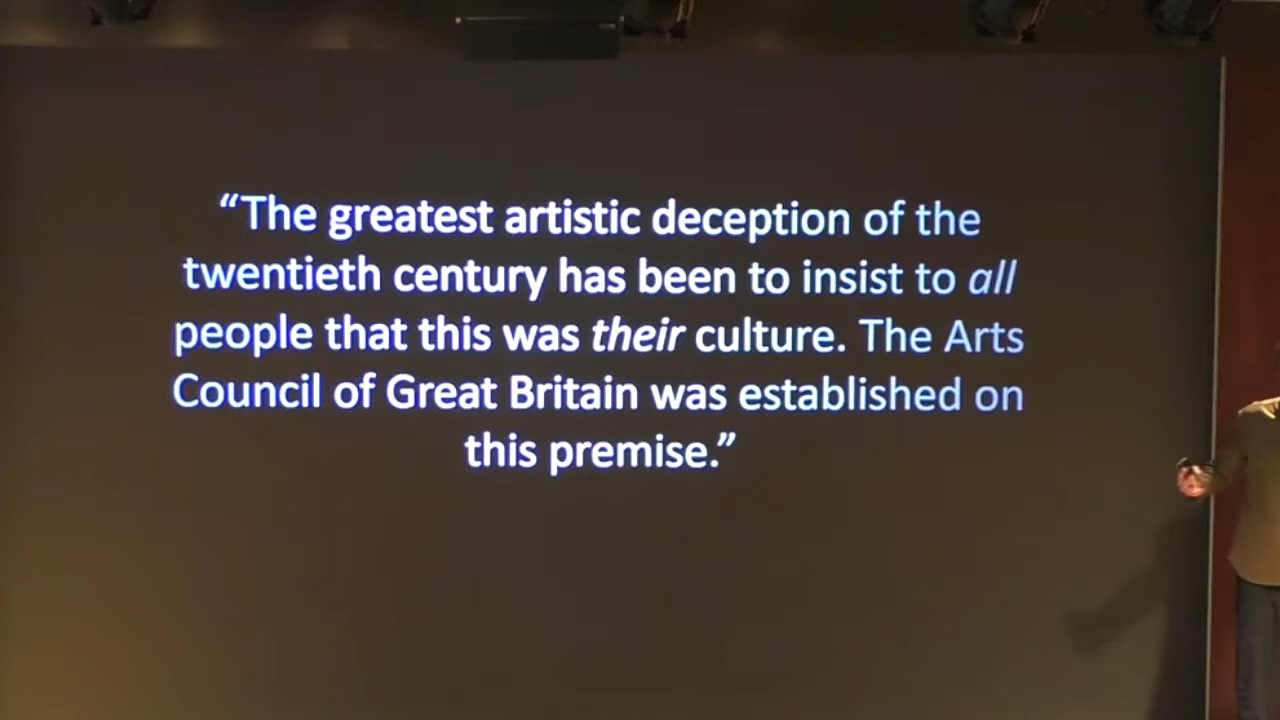 “The greatest artistic deception of the
twentieth century has been to insist to all
people that this was their culture. The Arts
Council of Great Britain was established on
this premise.”